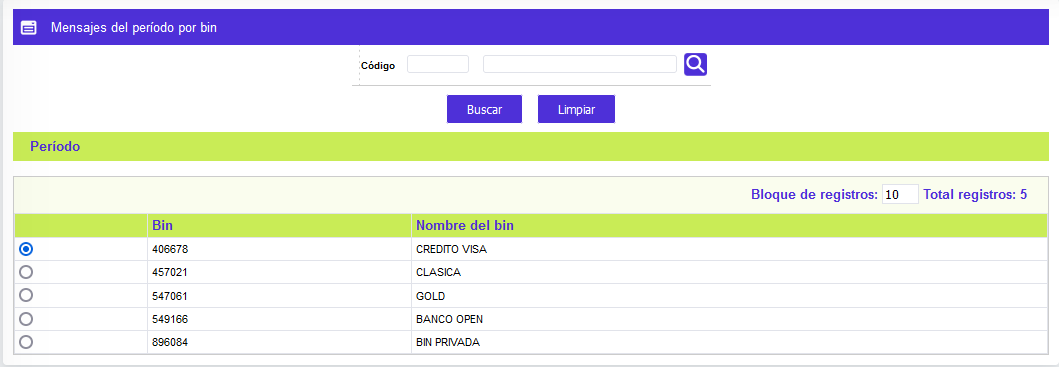 Mensajes del período por bin
Código
Buscar Limpiar
Período
Bloque de registros: 10 Total registros: 5
Bin Nombre del bin
406678 CREDITO VISA
457021 CLASICA
547061 GOLD
549166 BANCO OPEN
896084 BIN PRIVADA